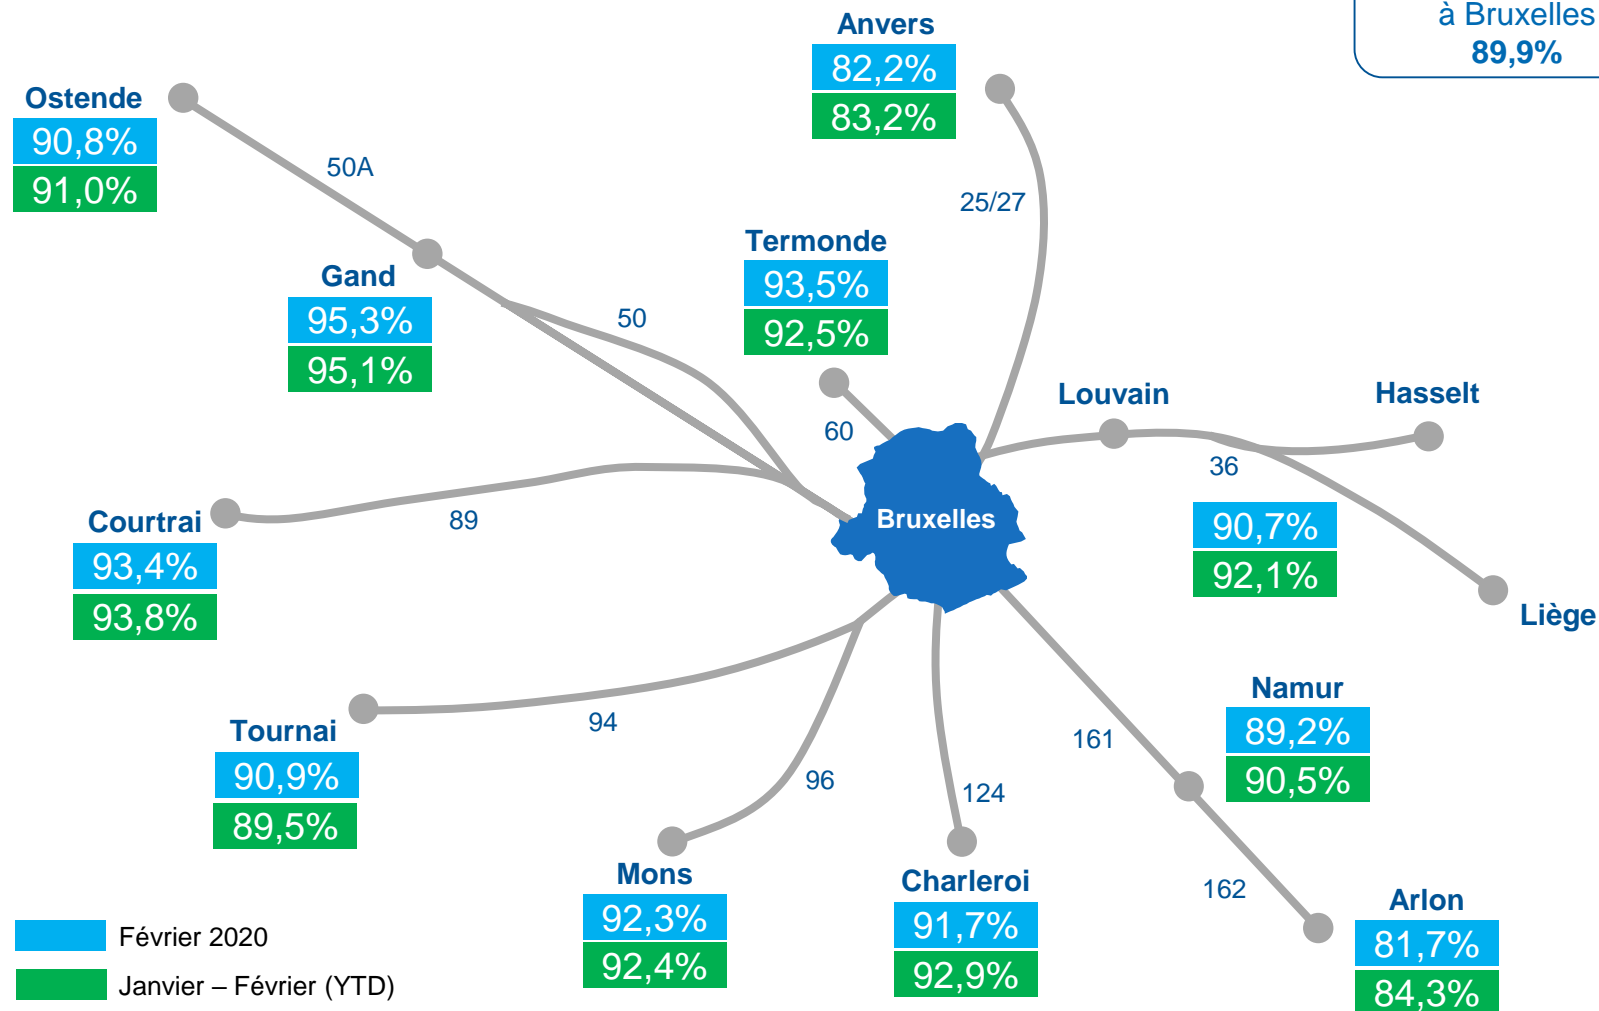 à Bruxelles
89,9%
Anvers
82,2%
83,2%
Ostende
90,8%
91,0%
50A
25/27
Termonde
93,5%
92,5%
Gand
95,3%
95,1%
50
60
Louvain
Hasselt
36
90,7%
92,1%
Liège
Bruxelles
Courtrai
93,4%
93,8%
89
Tournai
90,9%
89,5%
94
96
124
161
Namur
89,2%
90,5%
162
Mons
92,3%
92,4%
Charleroi
91,7%
92,9%
Arlon
81,7%
84,3%
Février 2020
Janvier – Février (YTD)